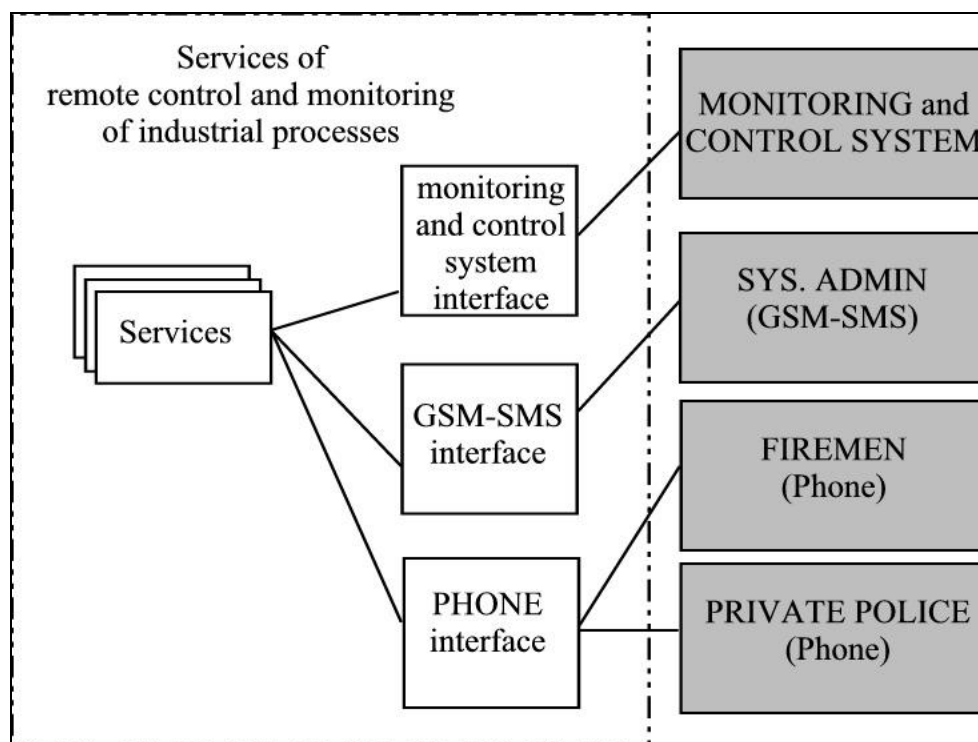 Services of
remote control and monitoring
of industrial processes
MONITORING and
CONTROL SYSTEM
monitoring
and control
system
interface
SYS. ADMIN
(GSM-SMS)
Services
GSM-SMS
interface
FIREMEN
(Phone)
PHONE
interface
PRIVATE POLICE
(Phone)